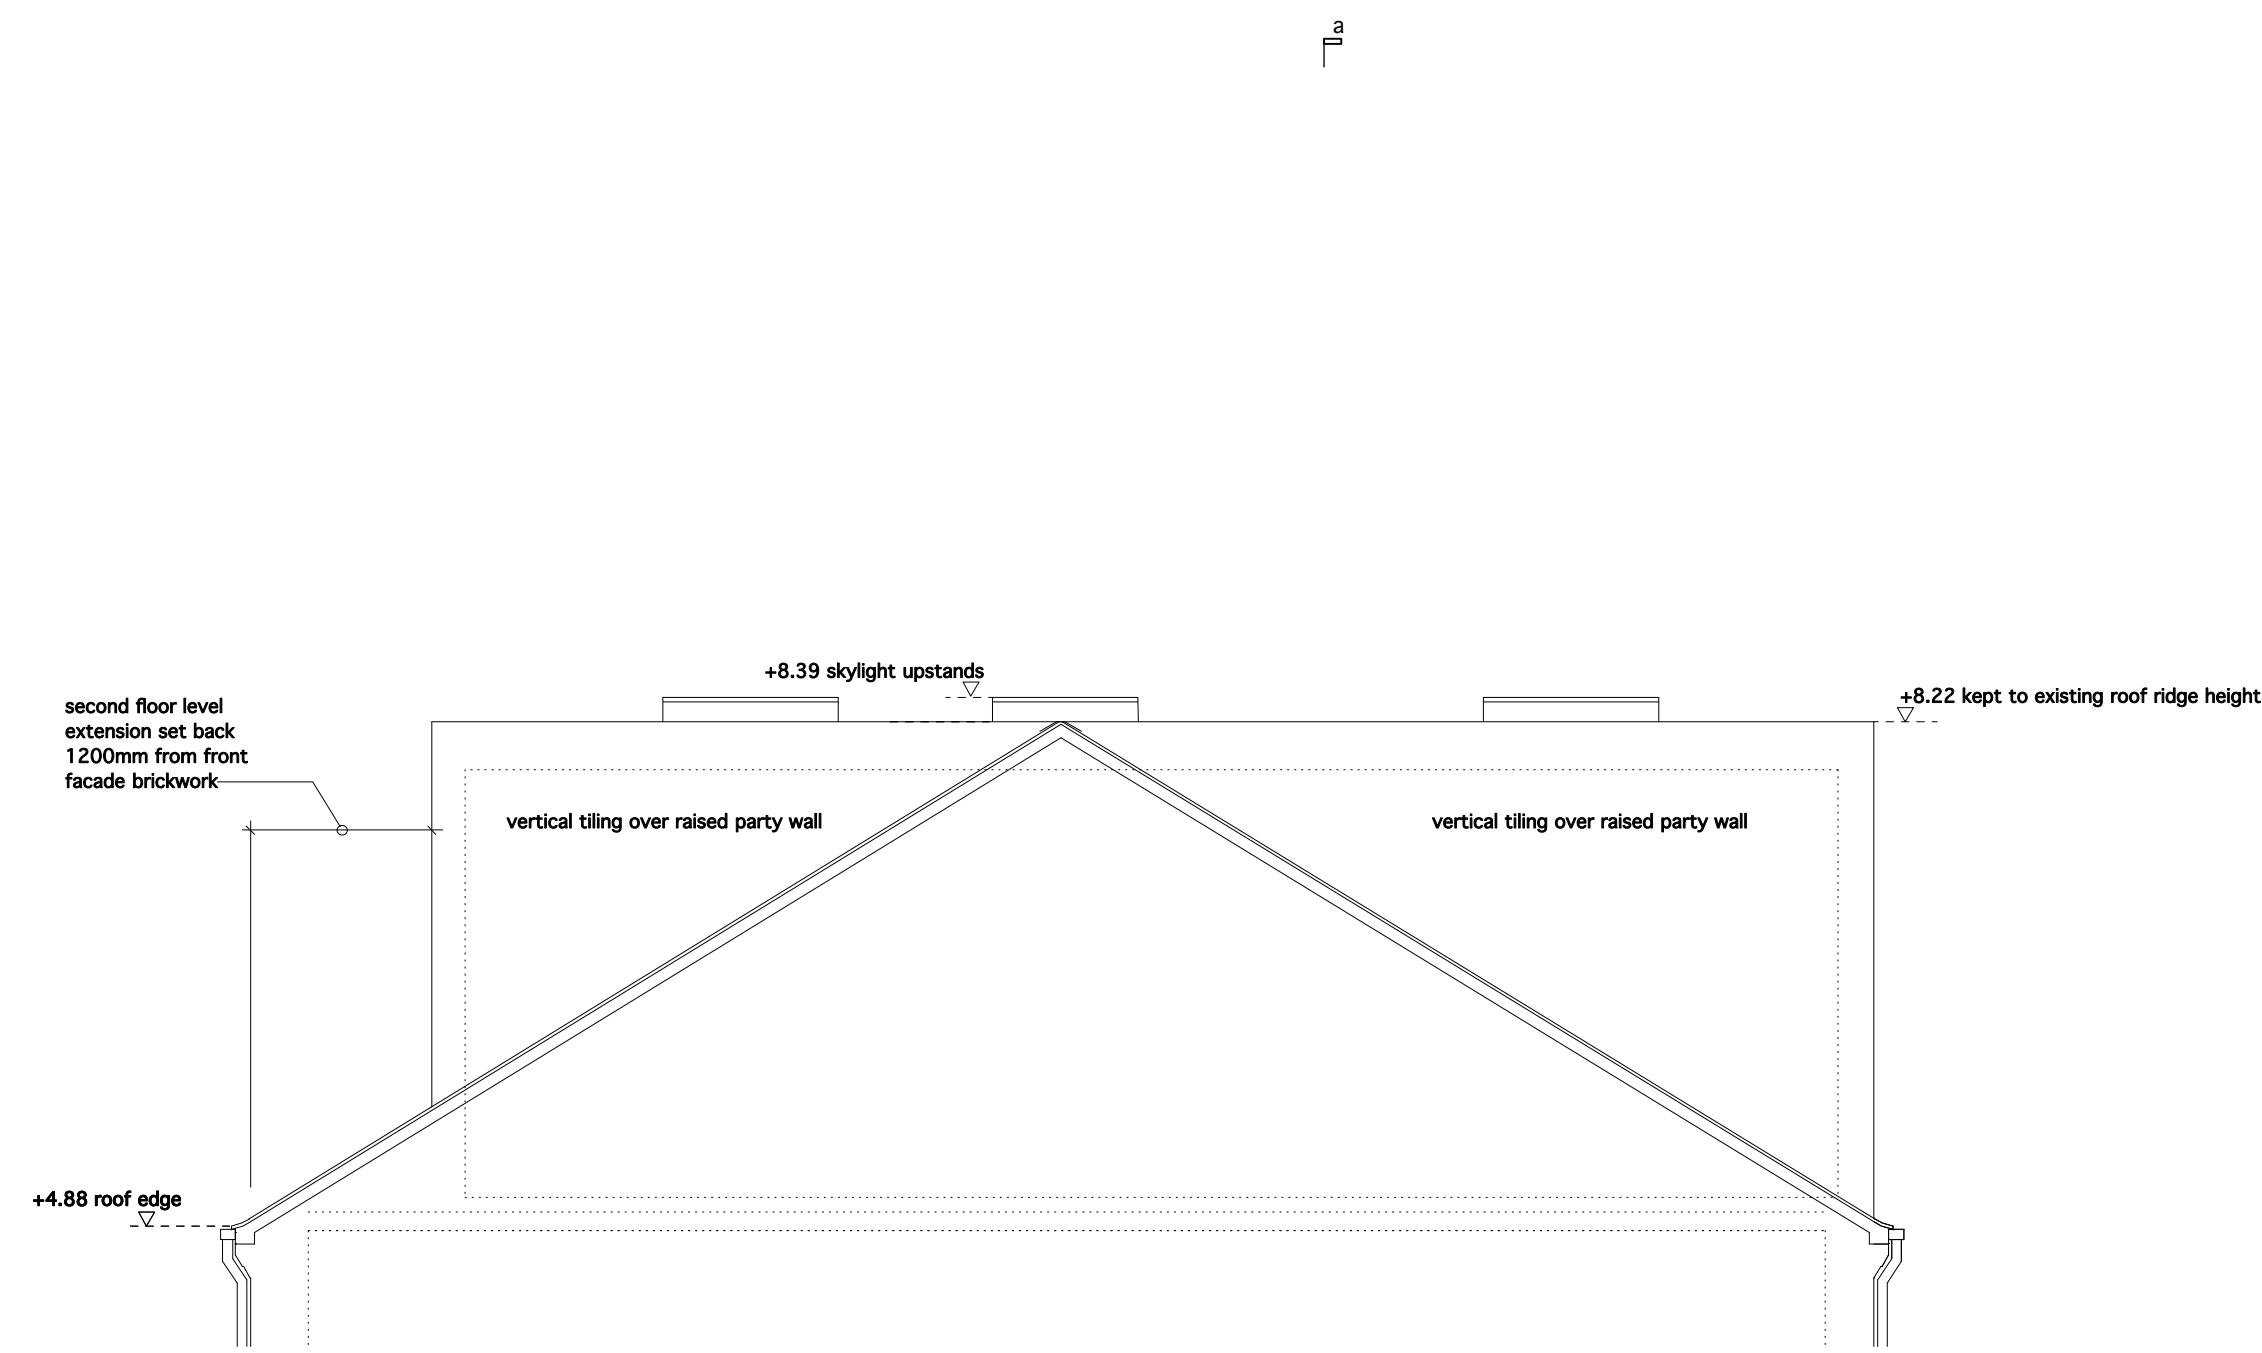 a
+8.39 skylight upstands
+8.22 kept to existing roof ridge height
second floor level
extension set back
1200mm from front
facade brickwork
vertical tiling over raised party wall
vertical tiling over raised party wall
+4.88 roof edge